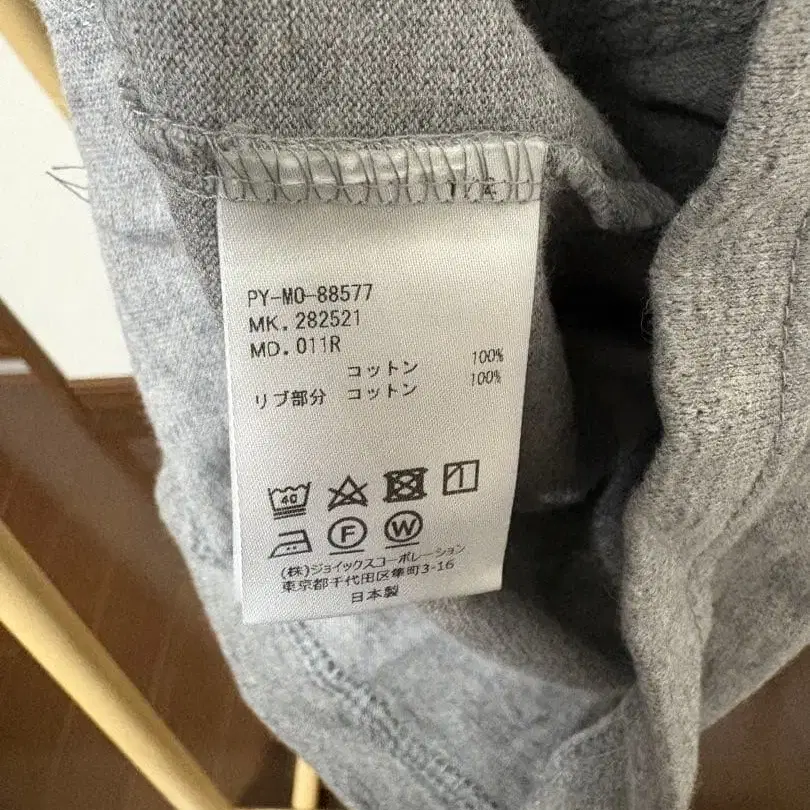 PY-MO-88577
MK. 282521
MD. 011R
コットン 100%
リブ部分 コットン 100%
40
F W
(株)ジョイックスコーポレーション
東京都千代田区隼町3-16
日本製